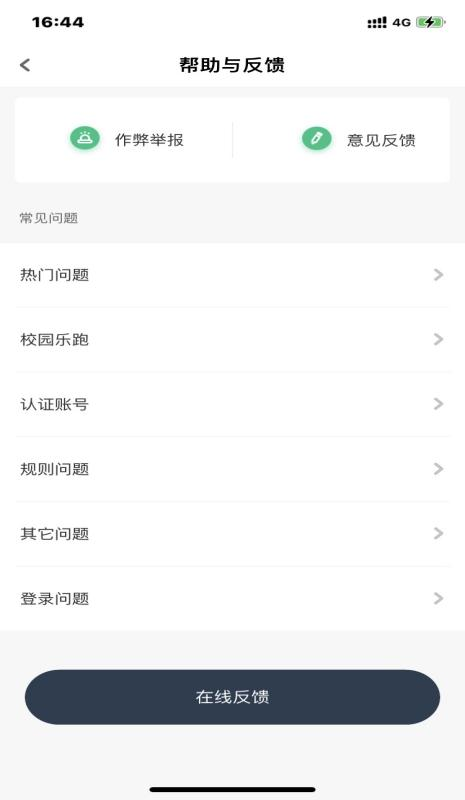 16:44
4G
帮助与反馈
作弊举报
意见反馈
常见问题
热门问题
校园乐跑
认证账号
规则问题
其它问题
登录问题
在线反馈